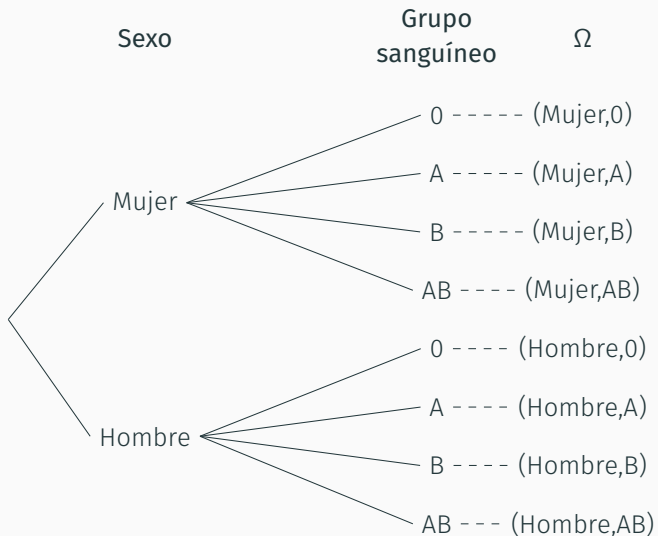 Sexo
Grupo
sanguíneo
Ω
0
(Mujer,0)
A
(Mujer,A)
Mujer
B
(Mujer,B)
AB
(Mujer,AB)
0
(Hombre,0)
A
(Hombre,A)
Hombre
B
(Hombre,B)
AB
(Hombre,AB)